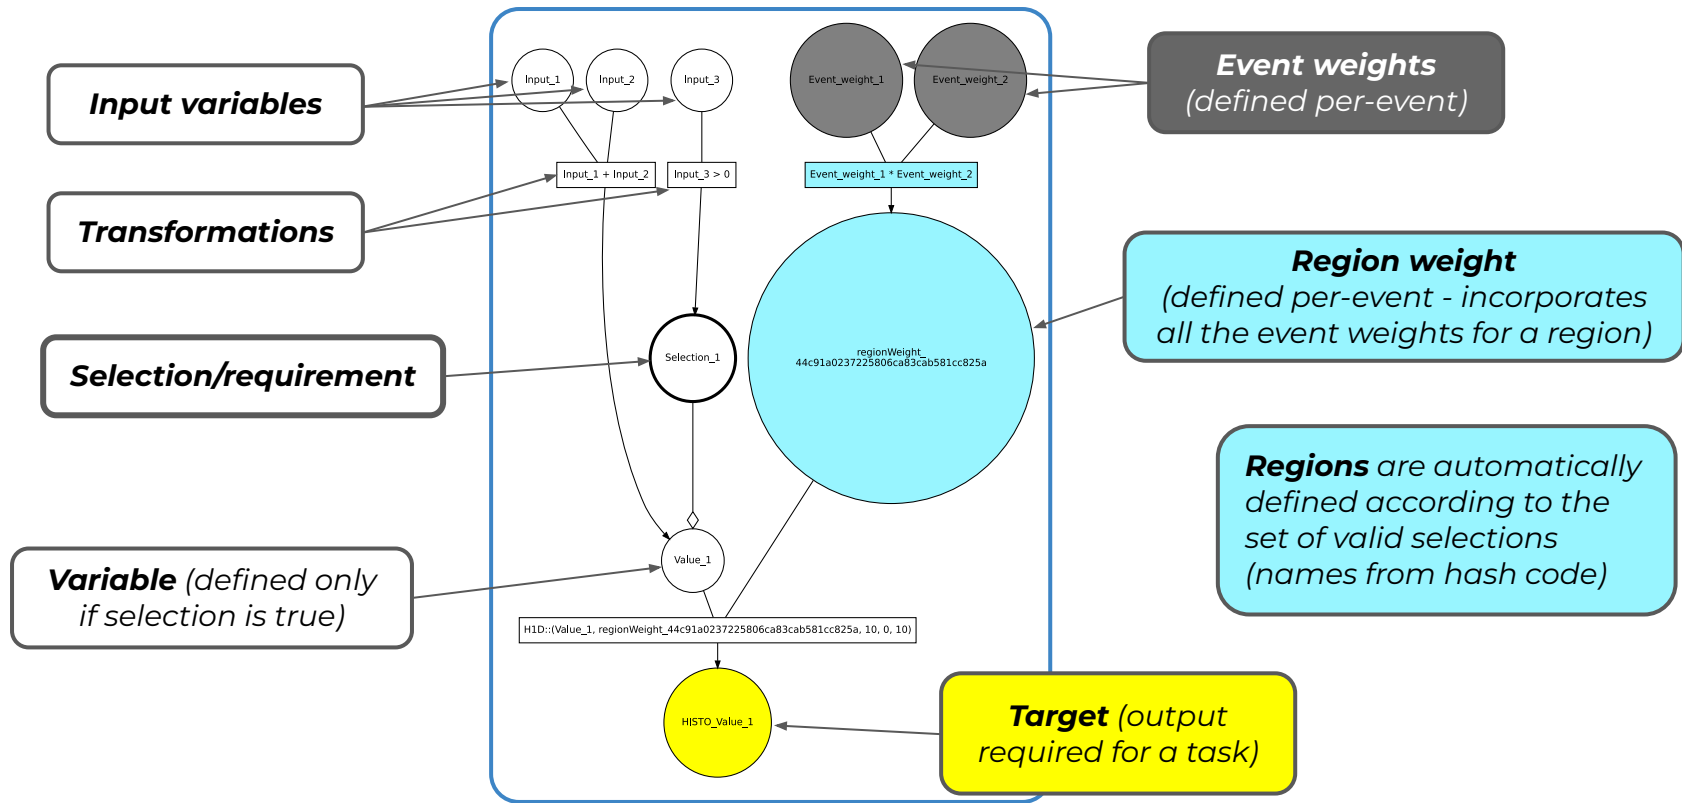 Input variables
Transformations
Selection/requirement
Variable (defined only
if selection is true)
Input_1
Input_2
Input_3
Event_weight_1
Event_weight_2
Input_1 + Input_2
Input_3 > 0
Event_weight_1 * Event_weight_2
Selection_1
regionWeight_
44c91a0237225806ca83cab581cc825a
Value_1
H1D::(Value_1, regionWeight_44c91a0237225806ca83cab581cc825a, 10, 0, 10)
HISTO_Value_1
Event weights
(defined per-event)
Region weight
(defined per-event - incorporates
all the event weights for a region)
Regions are automatically
defined according to the
set of valid selections
(names from hash code)
Target (output
required for a task)